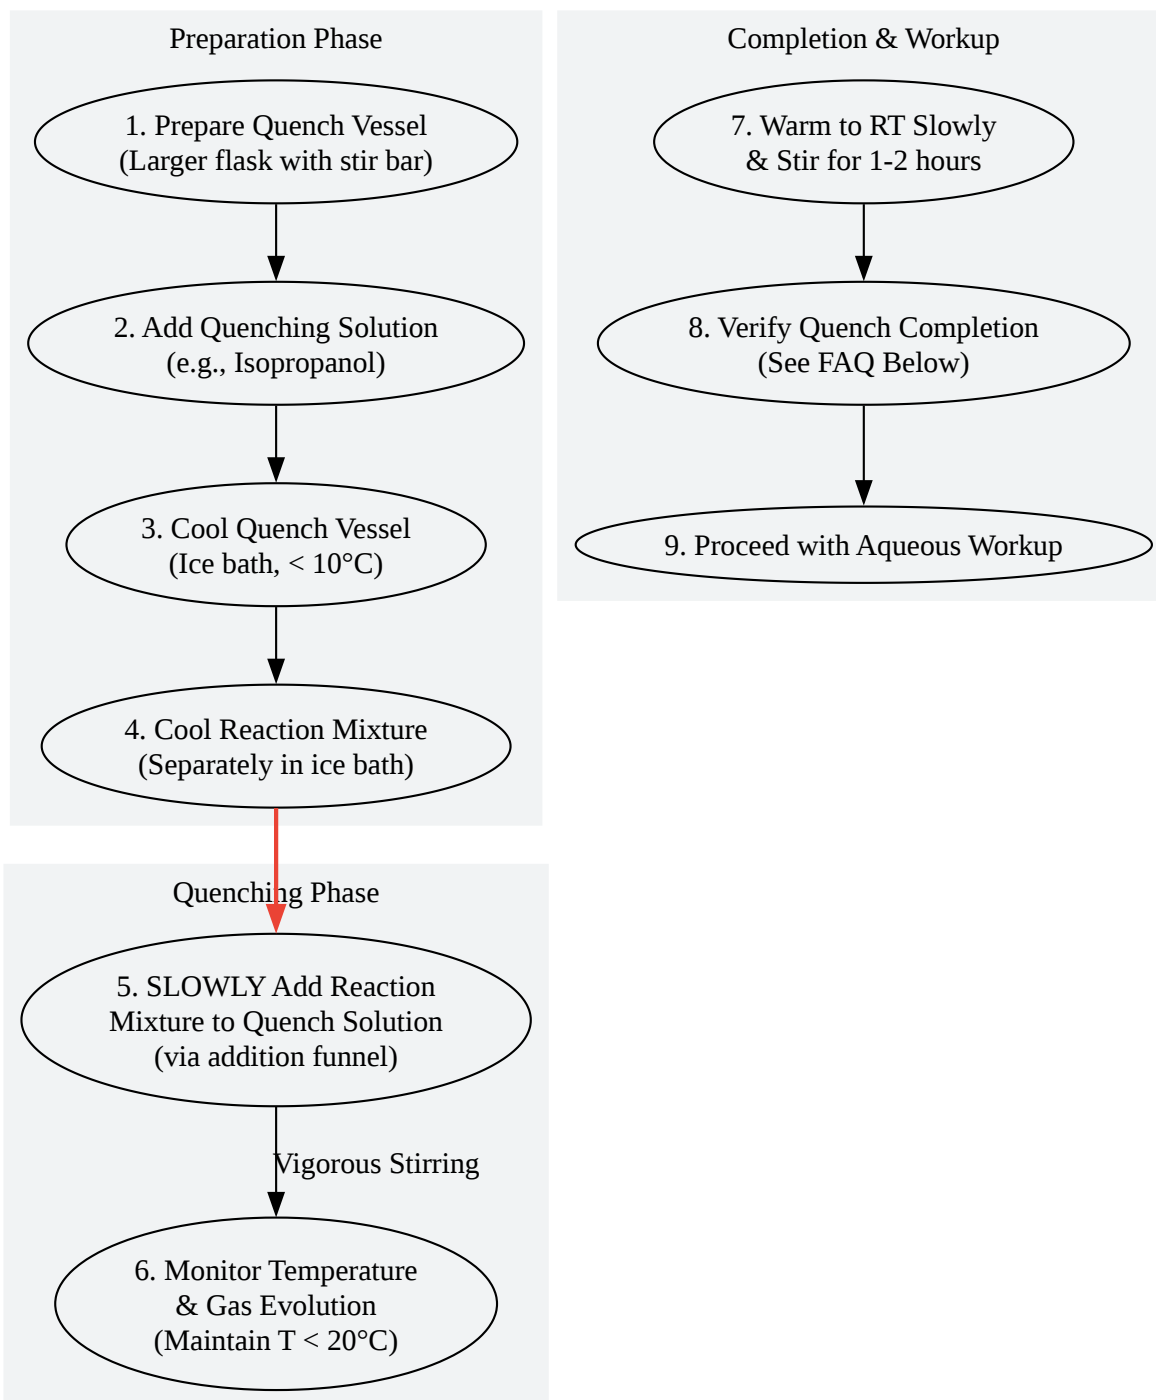 Preparation Phase
1. Prepare Quench Vessel
(Larger flask with stir bar)
2. Add Quenching Solution
(e.g., Isopropanol)
3. Cool Quench Vessel
(Ice bath, < 10°C)
4. Cool Reaction Mixture
(Separately in ice bath)
Quenching Phase
5. SLOWLY Add Reaction
Mixture to Quench Solution
(via addition funnel)
Vigorous Stirring
6. Monitor Temperature
& Gas Evolution
(Maintain T < 20°C)
Completion & Workup
7. Warm to RT Slowly
& Stir for 1-2 hours
8. Verify Quench Completion
(See FAQ Below)
9. Proceed with Aqueous Workup